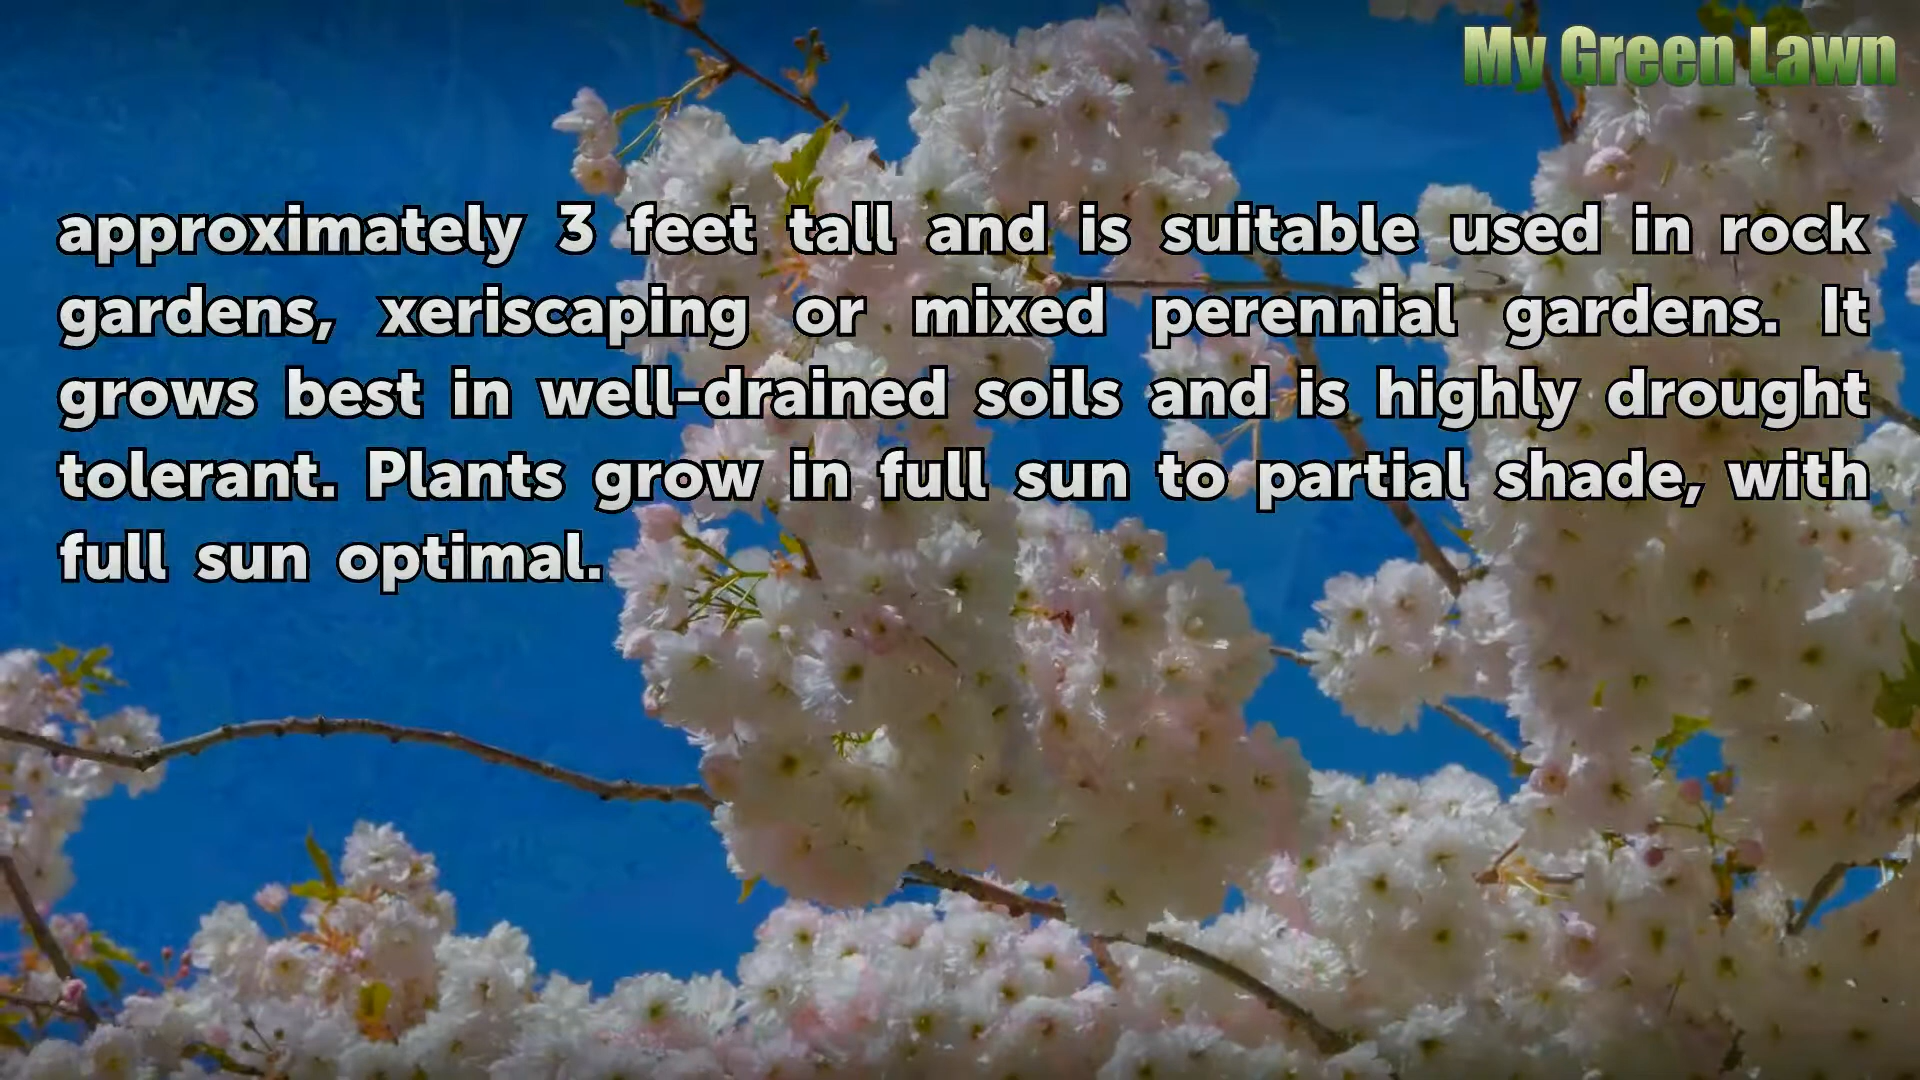 My Green Lawn
approximately 3 feet tall and is suitable used in rock
gardens, xeriscaping or mixed perennial gardens. It
grows best in well-drained soils and is highly drought
tolerant. Plants grow in full sun to partial shade, with
full sun optimal.